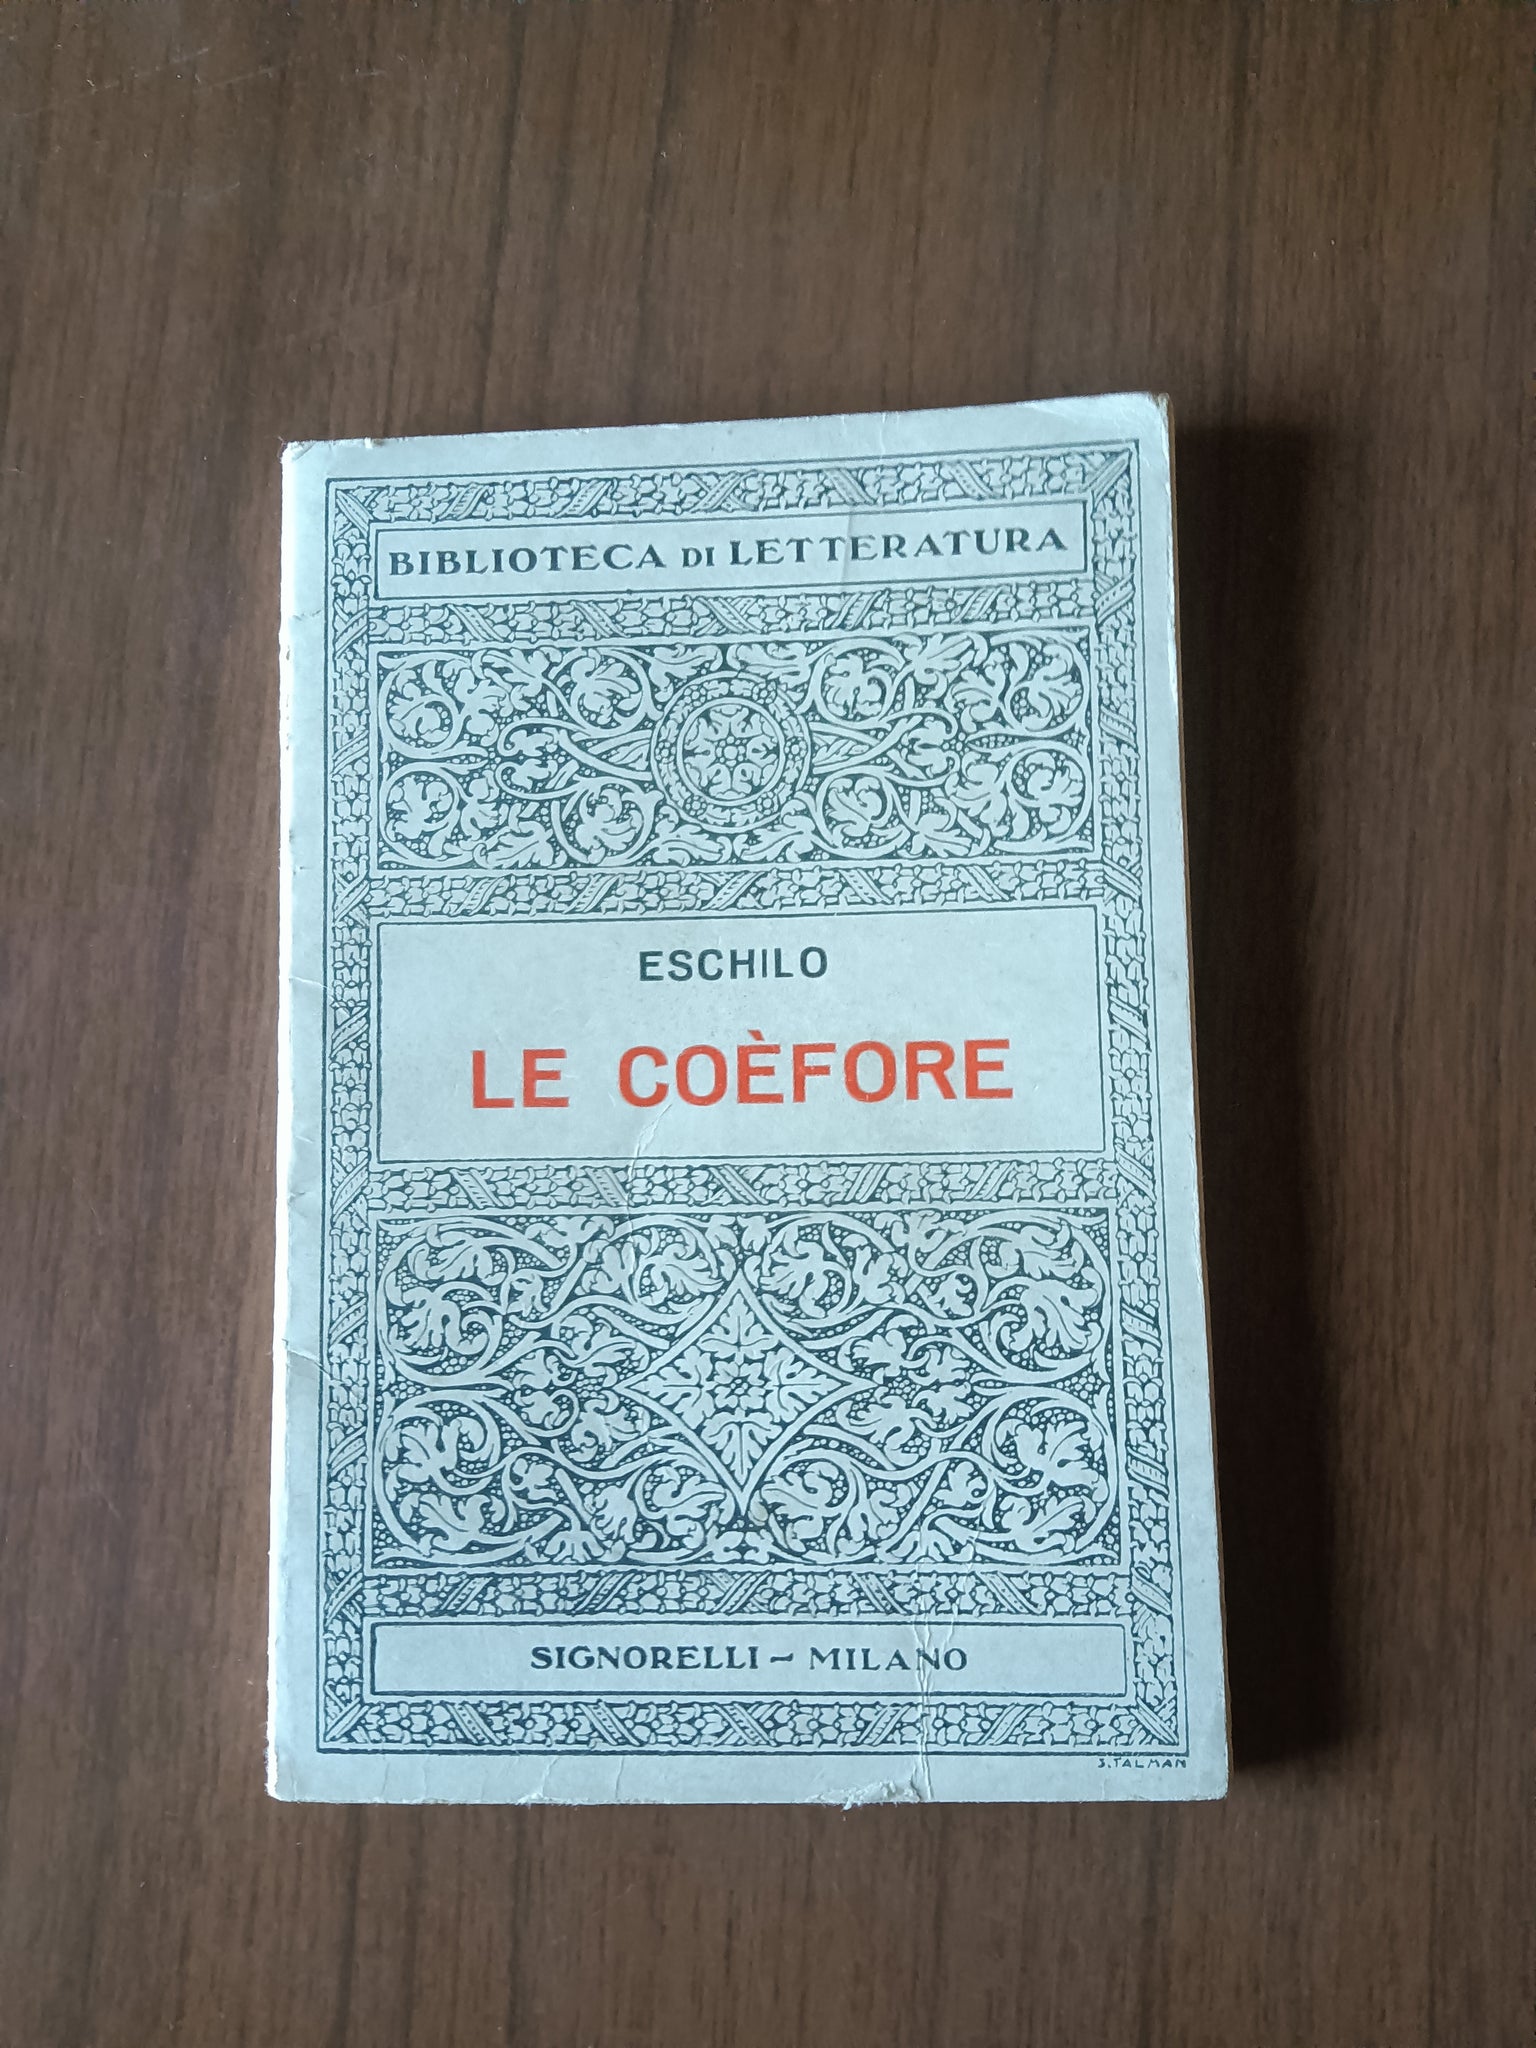 BIBLIOTECA DI LETTERATURA
ESCHILO
LE COÈFORE
SIGNORELLI - MILANO
S. TALMAN